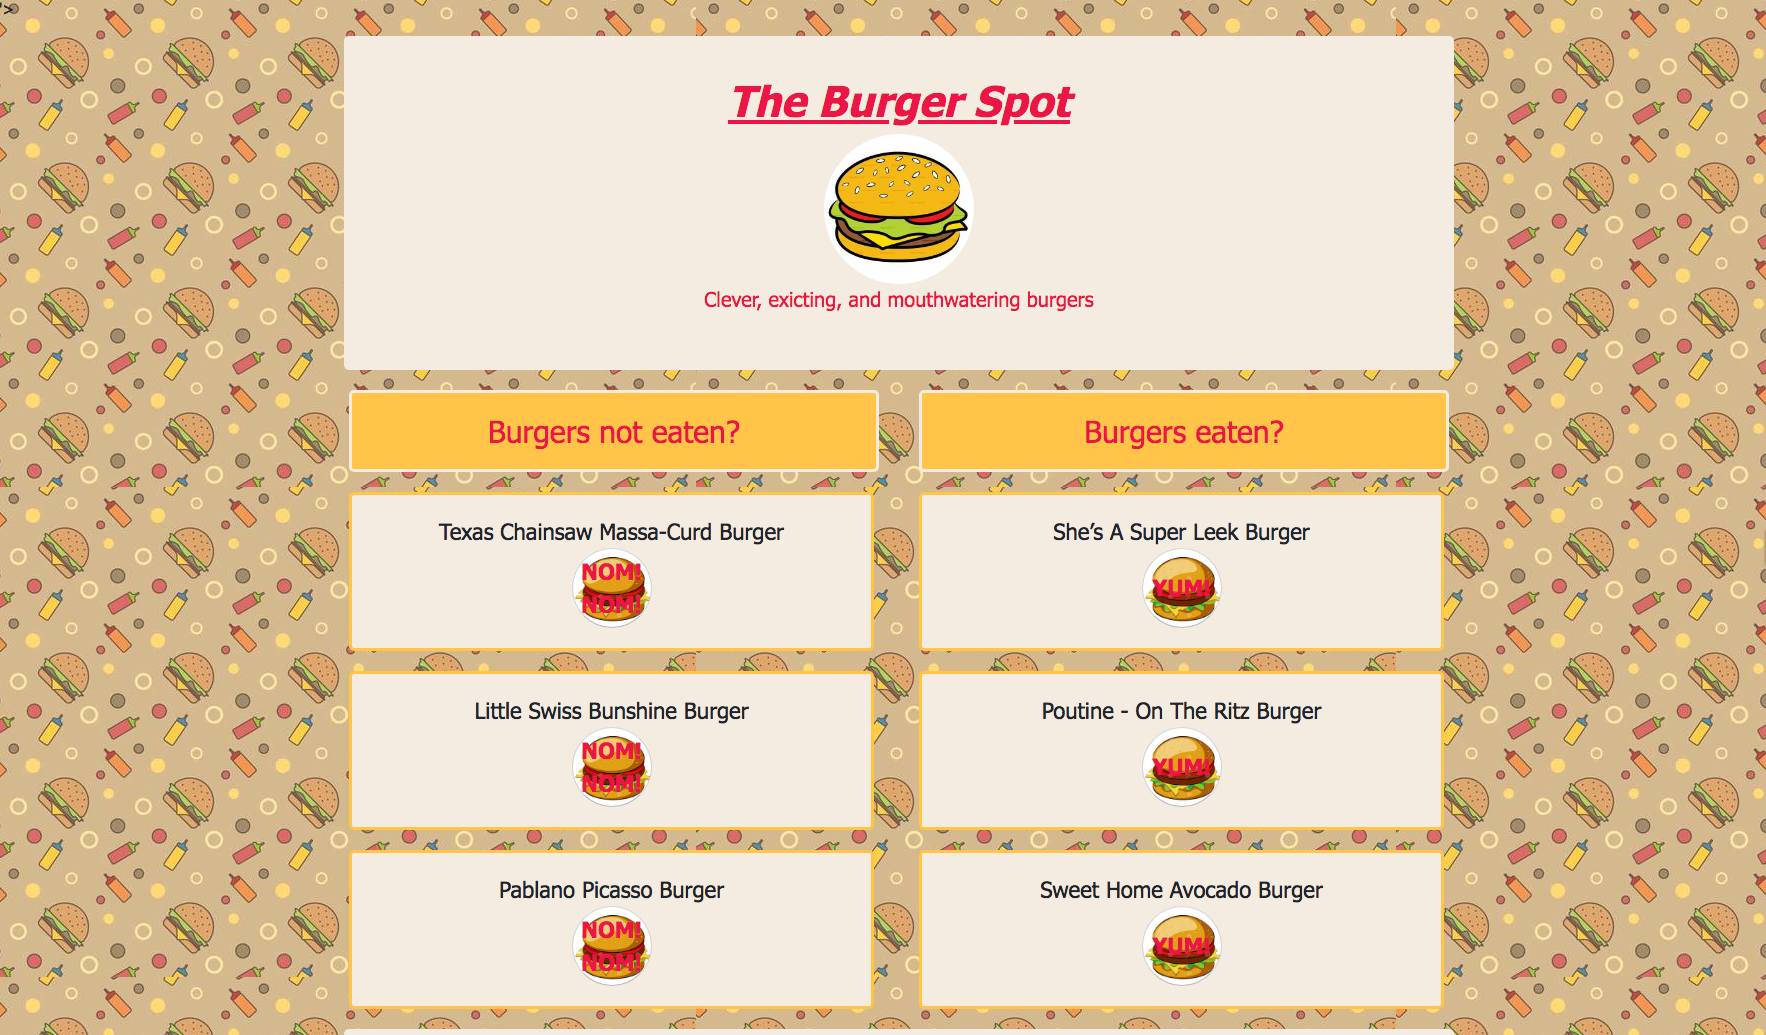 >
The Burger Spot
Clever, exicting, and mouthwatering burgers
Burgers not eaten?
Burgers eaten?
Texas Chainsaw Massa-Curd Burger
NOM!
NOM!
She’s A Super Leek Burger
YUM!
Little Swiss Bunshine Burger
NOM!
NOM!
Poutine - On The Ritz Burger
YUM!
Pablano Picasso Burger
NOM!
NOM!
Sweet Home Avocado Burger
YUM!